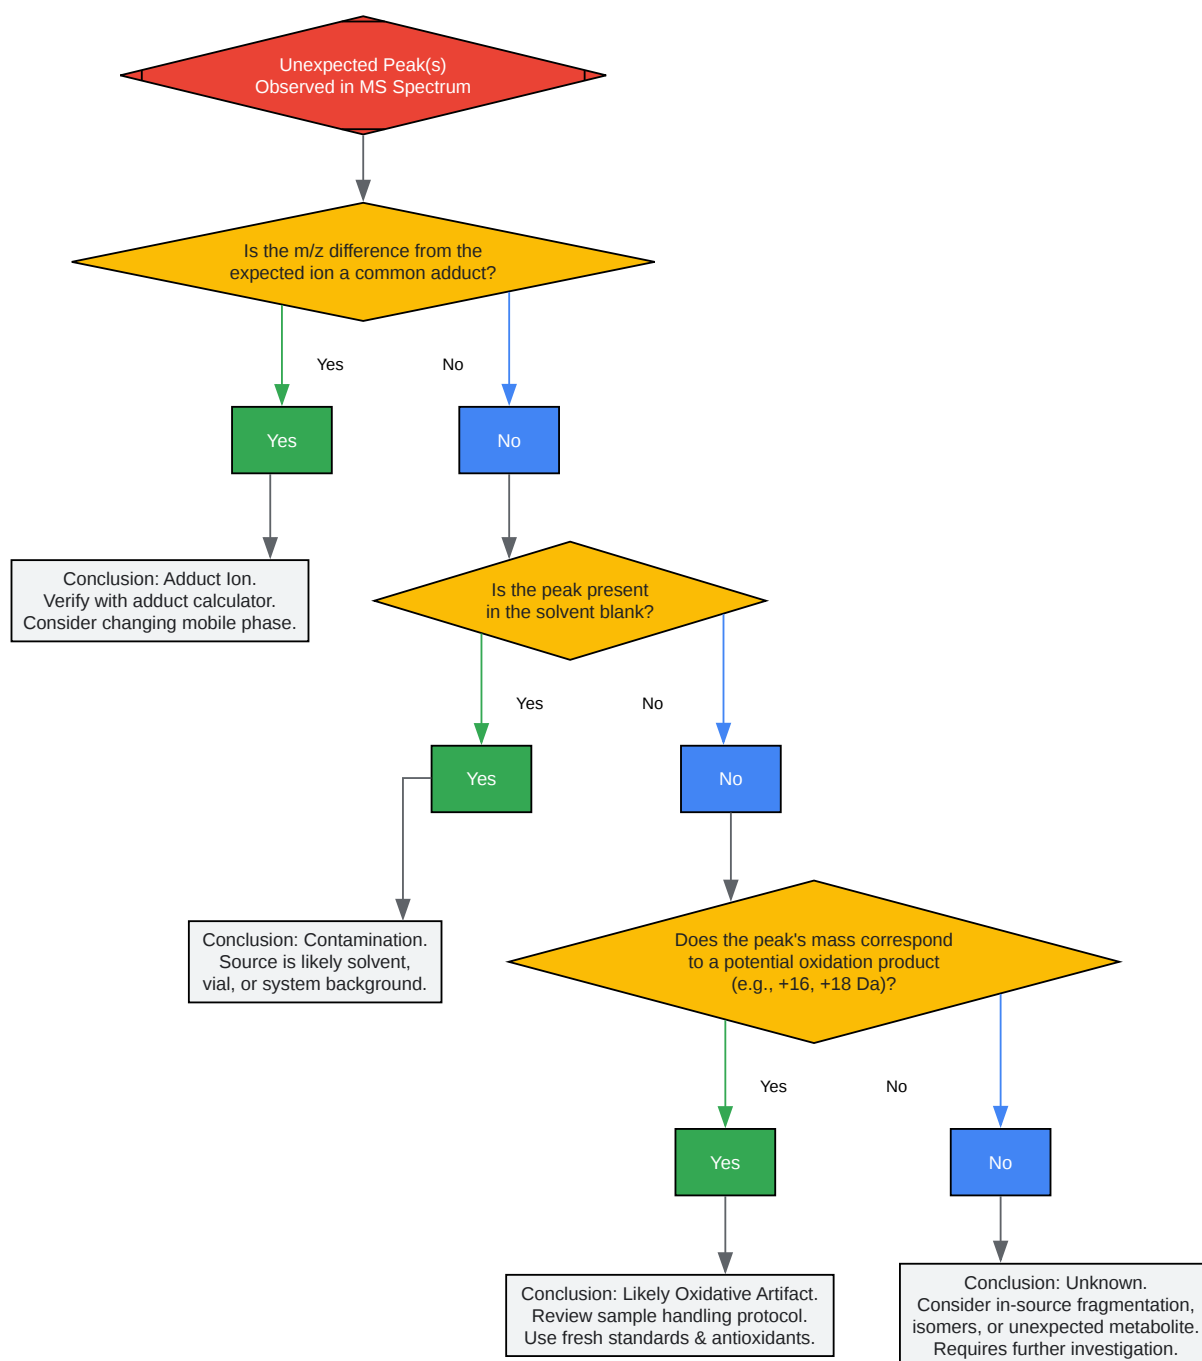 Unexpected Peak(s)
Observed in MS Spectrum
Is the m/z difference from the
expected ion a common adduct?
Yes
No
Yes
No
Conclusion: Adduct Ion.
Verify with adduct calculator.
Consider changing mobile phase.
Is the peak present
in the solvent blank?
Yes
No
Yes
No
Conclusion: Contamination.
Source is likely solvent,
vial, or system background.
Does the peak's mass correspond
to a potential oxidation product
(e.g., +16, +18 Da)?
Yes
No
Yes
No
Conclusion: Likely Oxidative Artifact.
Review sample handling protocol.
Use fresh standards & antioxidants.
Conclusion: Unknown.
Consider in-source fragmentation,
isomers, or unexpected metabolite.
Requires further investigation.